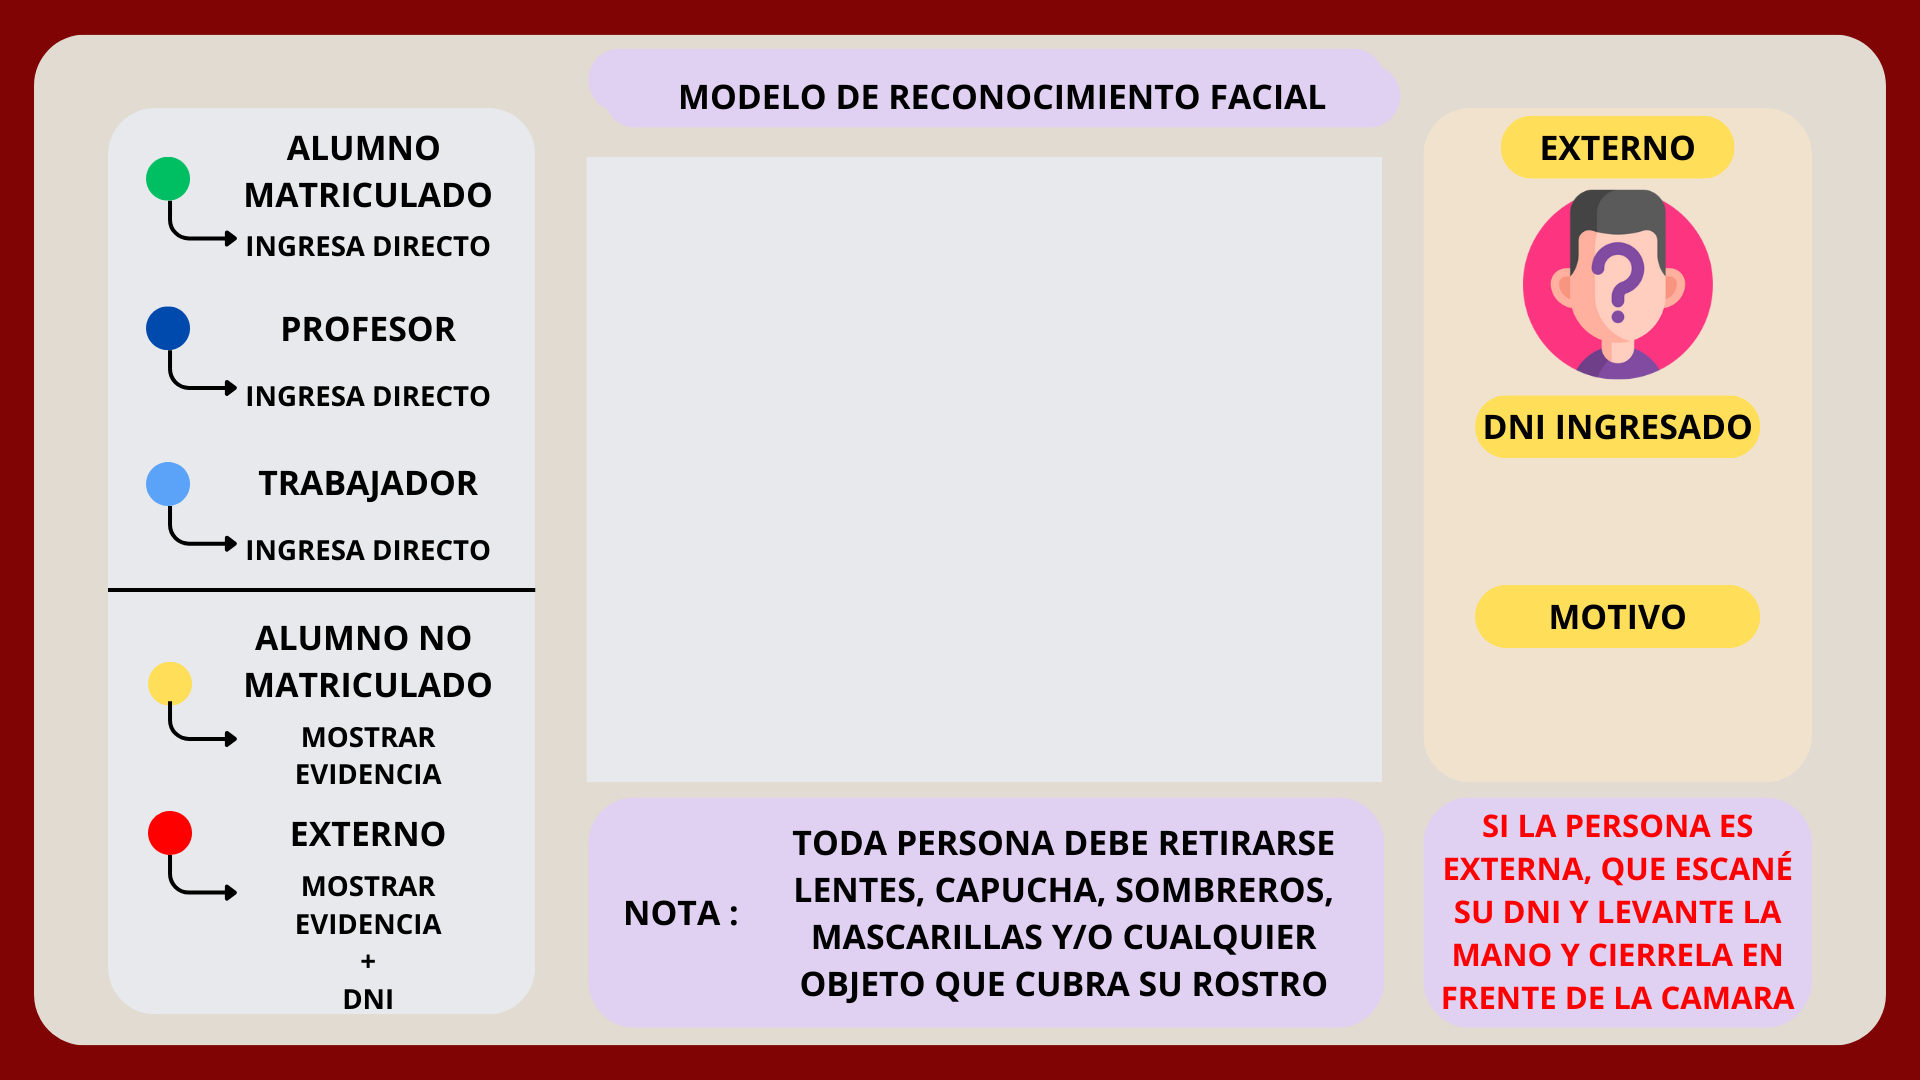 MODELO DE RECONOCIMIENTO FACIAL
ALUMNO
MATRICULADO
INGRESA DIRECTO
PROFESOR
INGRESA DIRECTO
TRABAJADOR
INGRESA DIRECTO
ALUMNO NO
MATRICULADO
MOSTRAR
EVIDENCIA
EXTERNO
MOSTRAR
EVIDENCIA
+
DNI
NOTA :
TODA PERSONA DEBE RETIRARSE
LENTES, CAPUCHA, SOMBREROS,
MASCARILLAS Y/O CUALQUIER
OBJETO QUE CUBRA SU ROSTRO
EXTERNO
?
DNI INGRESADO
MOTIVO
SI LA PERSONA ES
EXTERNA, QUE ESCANÉ
SU DNI Y LEVANTE LA
MANO Y CIERRELA EN
FRENTE DE LA CAMARA